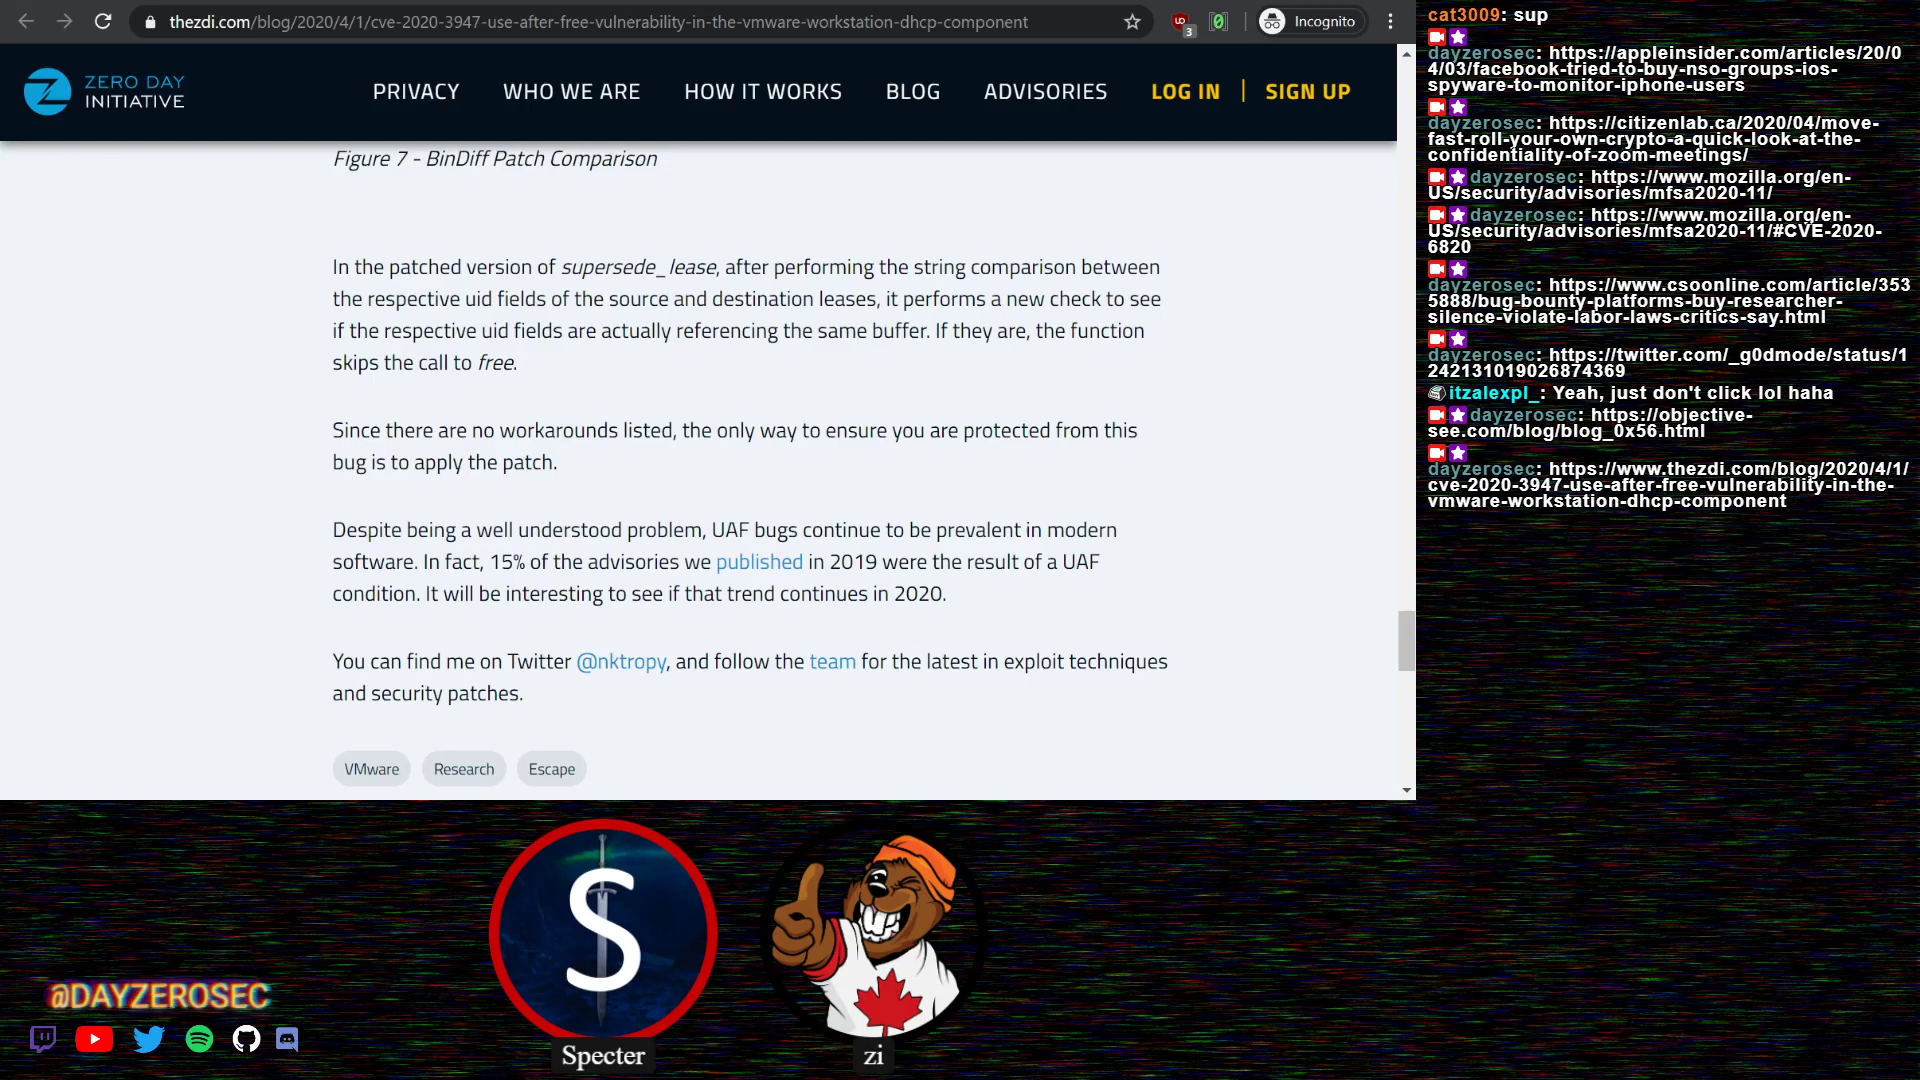 thezdi.com/blog/2020/4/1/cve-2020-3947-use-after-free-vulnerability-in-the-vmware-workstation-dhcp-component
3
Incognito
ZERO DAY
INITIATIVE
PRIVACY
WHO WE ARE
HOW IT WORKS
BLOG
ADVISORIES
LOG IN | SIGN UP
Figure 7 - BinDiff Patch Comparison
In the patched version of supersede_lease, after performing the string comparison between
the respective uid fields of the source and destination leases, it performs a new check to see
if the respective uid fields are actually referencing the same buffer. If they are, the function
skips the call to free.
Since there are no workarounds listed, the only way to ensure you are protected from this
bug is to apply the patch.
Despite being a well understood problem, UAF bugs continue to be prevalent in modern
software. In fact, 15% of the advisories we published in 2019 were the result of a UAF
condition. It will be interesting to see if that trend continues in 2020.
You can find me on Twitter @nktropy, and follow the team for the latest in exploit techniques
and security patches.
VMware
Research
Escape
cat3009: sup
dayzerosec: https://appleinsider.com/articles/20/0
4/03/facebook-tried-to-buy-nso-groups-ios-
spyware-to-monitor-iphone-users
dayzerosec: https://citizenlab.ca/2020/04/move-
fast-roll-your-own-crypto-a-quick-look-at-the-
confidentiality-of-zoom-meetings/
dayzerosec: https://www.mozilla.org/en-
US/security/advisories/mfsa2020-11/
dayzerosec: https://www.mozilla.org/en-
US/security/advisories/mfsa2020-11/#CVE-2020-
6820
dayzerosec: https://www.csoonline.com/article/353
5888/bug-bounty-platforms-buy-researcher-
silence-violate-labor-laws-critics-say.html
dayzerosec: https://twitter.com/_g0dmode/status/1
242131019026874369
itzalexpl_: Yeah, just don't click lol haha
dayzerosec: https://objective-
see.com/blog/blog_0x56.html
dayzerosec: https://www.thezdi.com/blog/2020/4/1/
cve-2020-3947-use-after-free-vulnerability-in-the-
vmware-workstation-dhcp-component
@DAYZEROSEC
S
Specter
zi